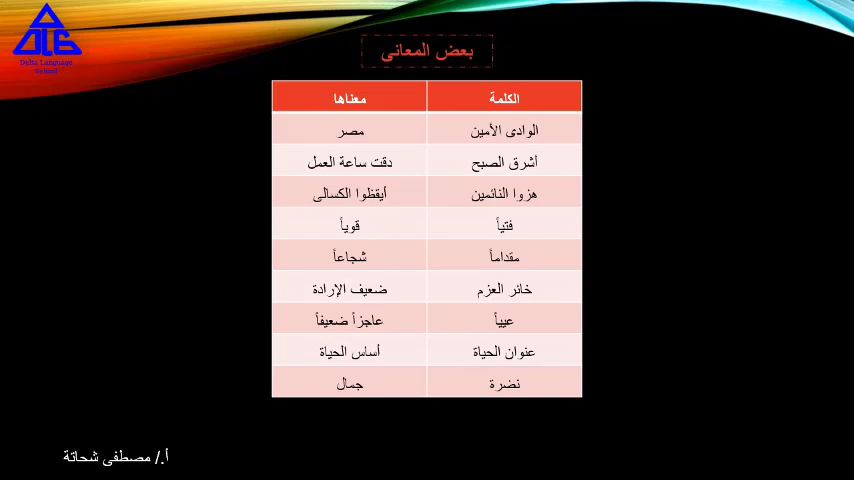 Delta Language
School
بعض المعانى
الكلمة معناها
الوادى الأمين مصر
أشرق الصبح دقت ساعة العمل
هزوا النائمين أيقظوا الكسالى
فتياً قوياً
مقداماً شجاعاً
خائر العزم ضعيف الإرادة
عيياً عاجزاً ضعيفاً
عنوان الحياة أساس الحياة
نضرة جمال
أ./ مصطفى شحاتة